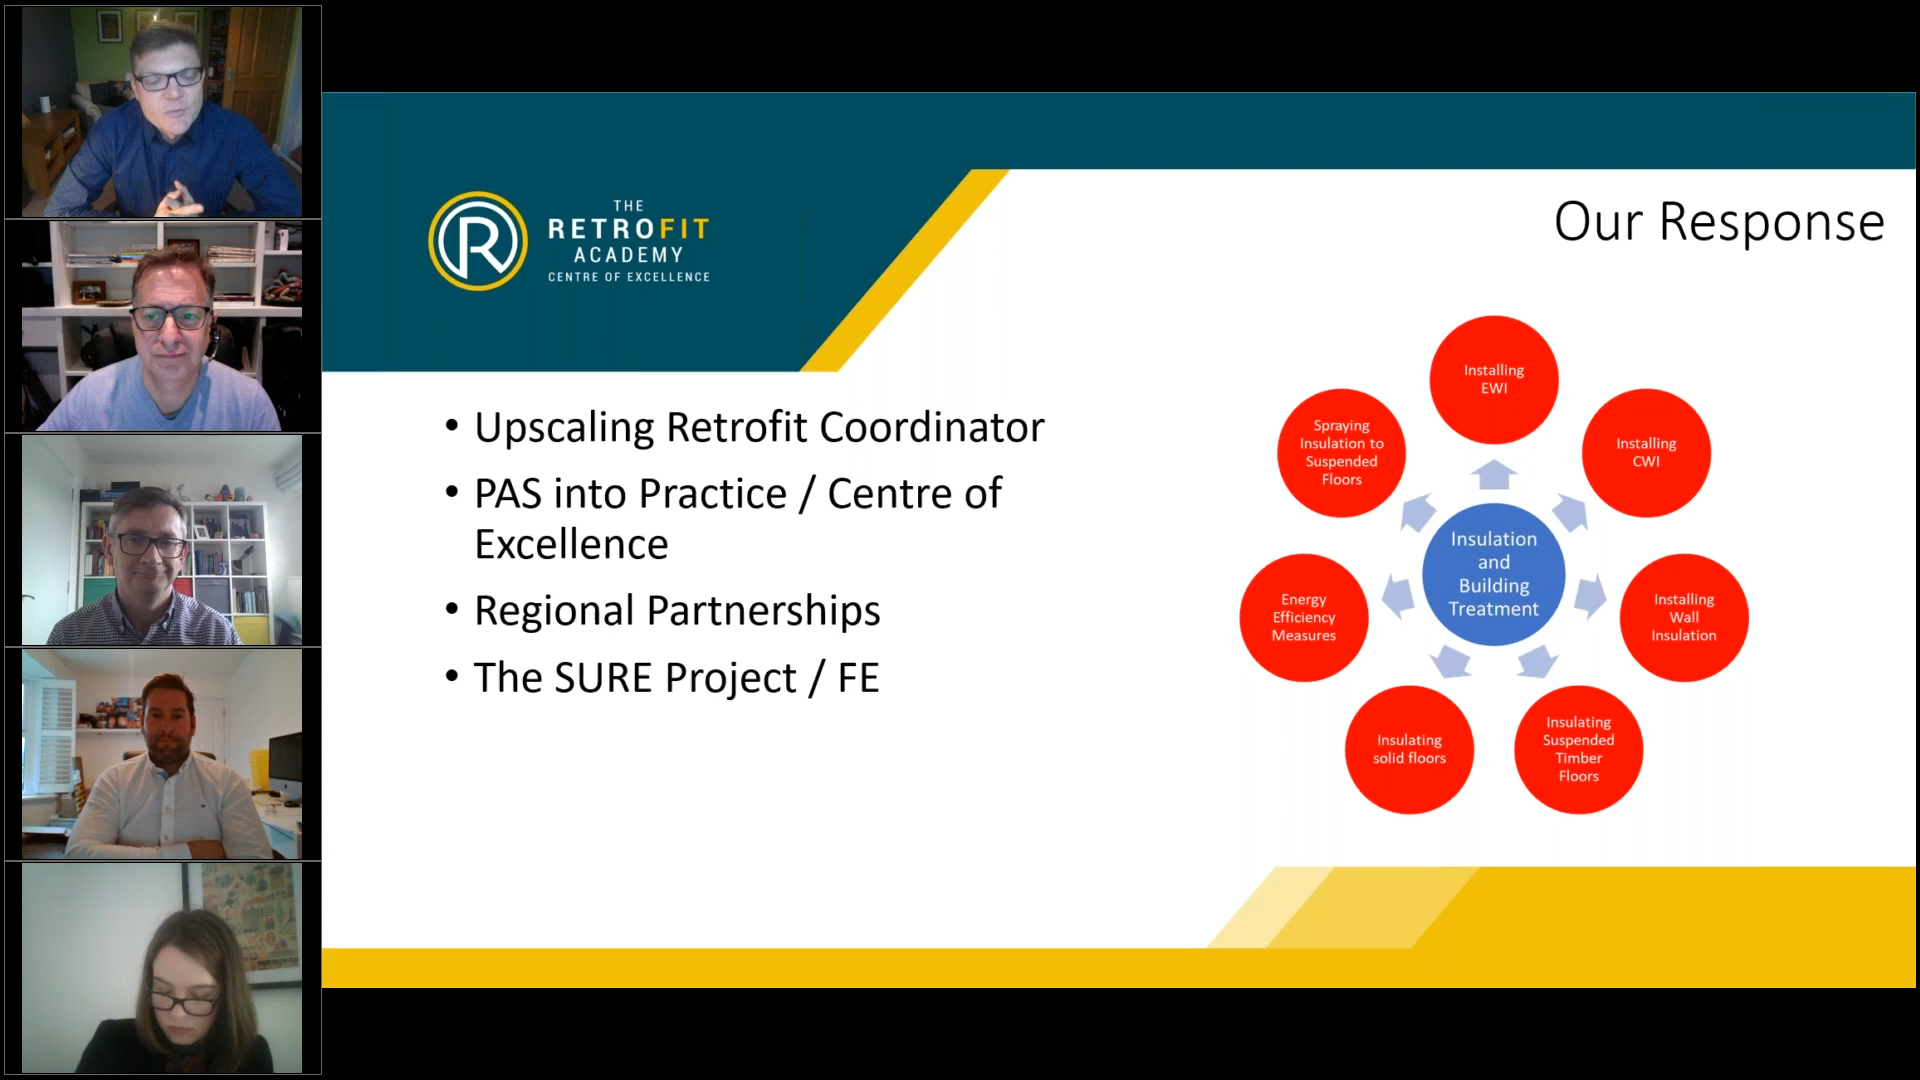 THE
RETROFIT
ACADEMY
CENTRE OF EXCELLENCE
Our Response
• Upscaling Retrofit Coordinator
• PAS into Practice / Centre of
Excellence
• Regional Partnerships
• The SURE Project / FE
Installing
EWI
Installing
CWI
Installing
Wall
Insulation
Insulating
Suspended
Timber
Floors
Insulating
solid floors
Energy
Efficiency
Measures
Spraying
Insulation to
Suspended
Floors
Insulation
and
Building
Treatment